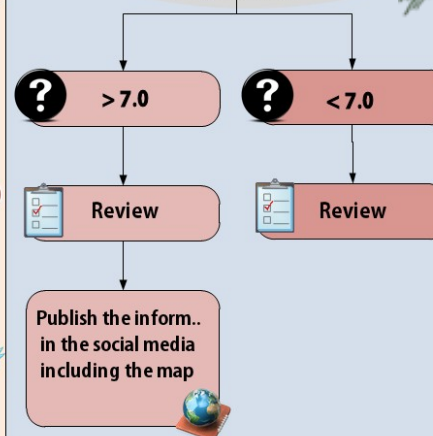 > 7.0
< 7.0
Review
Review
Publish the inform..
in the social media
including the map